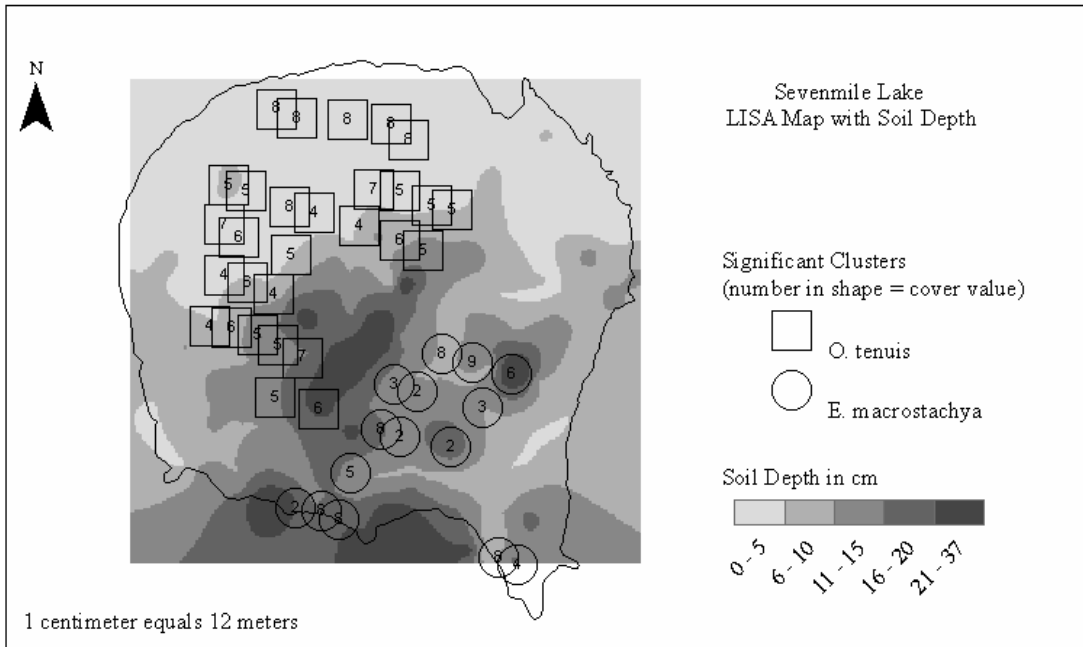 N
Sevenmile Lake
LISA Map with Soil Depth
8 8 8 8 8
5 5 8 4 7 5 5 5
7 6 4 6 5
5
4 6 4
4 6 5 5 7
5 6
8 9 6
3 2 3
8 2 2
5
2 6 8
8 4
Significant Clusters
(number in shape = cover value)
O. tenuis
E. macrostachya
Soil Depth in cm
0 - 5
6 - 10
11 - 15
16 - 20
21 - 37
1 centimeter equals 12 meters